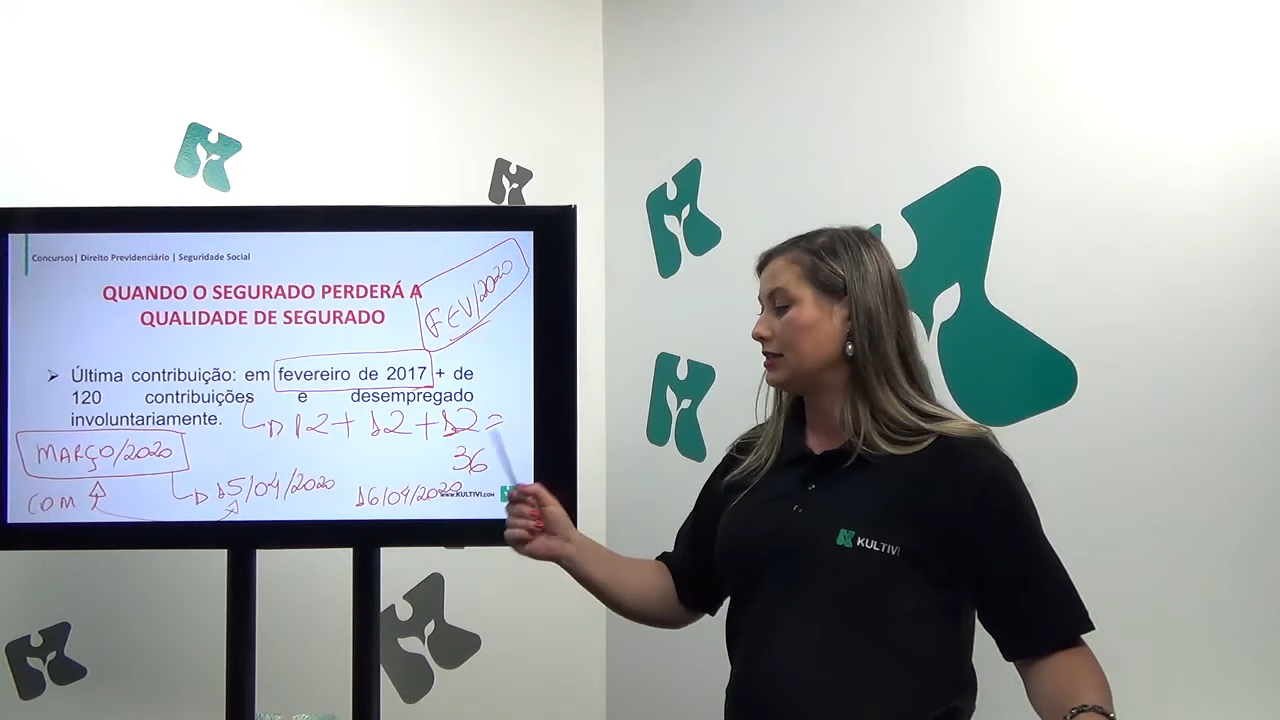 Concursos| Direito Previdenciário | Seguridade Social
QUANDO O SEGURADO PERDERÁ A
QUALIDADE DE SEGURADO
FEV/2020
➢ Última contribuição: em fevereiro de 2017 + de
120 contribuições e desempregado
involuntariamente.
12 + 12 + 12 =
36
MARÇO/2020
COM
15/04/2020
16/04/2020
WWW.KULTIVI.COM
KULTIVI